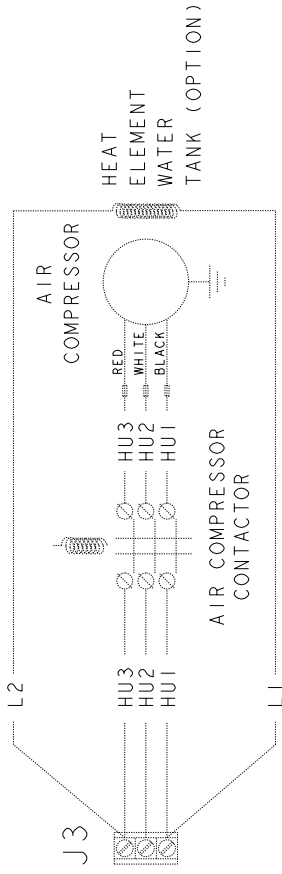 J3
L2
HU3
HU2
HU1
L1
AIR COMPRESSOR
CONTACTOR
HU3
HU2
HU1
RED
WHITE
BLACK
AIR
COMPRESSOR
HEAT
ELEMENT
WATER
TANK (OPTION)